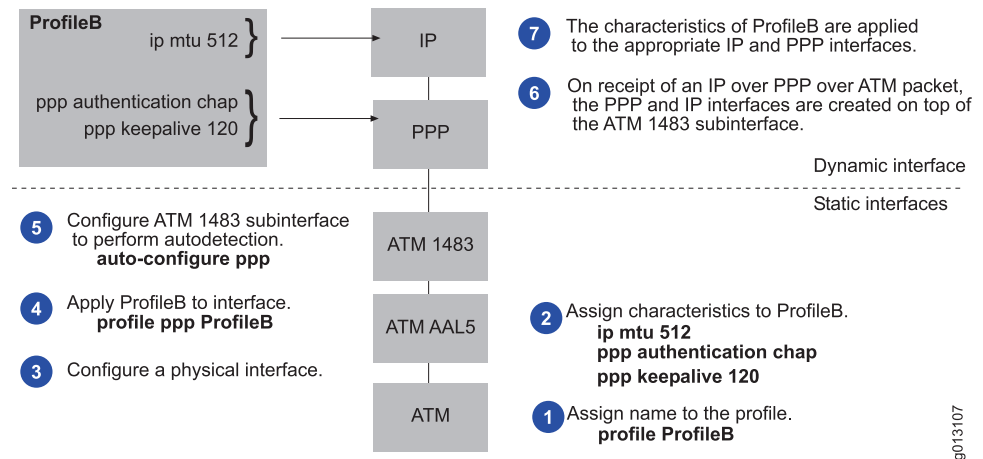 ProfileB
ip mtu 512 }
ppp authentication chap
ppp keepalive 120 }
IP
PPP
7 The characteristics of ProfileB are applied
to the appropriate IP and PPP interfaces.
6 On receipt of an IP over PPP over ATM packet,
the PPP and IP interfaces are created on top of
the ATM 1483 subinterface.
Dynamic interface
Static interfaces
5 Configure ATM 1483 subinterface
to perform autodetection.
auto-configure ppp
4 Apply ProfileB to interface.
profile ppp ProfileB
3 Configure a physical interface.
ATM 1483
ATM AAL5
ATM
2 Assign characteristics to ProfileB.
ip mtu 512
ppp authentication chap
ppp keepalive 120
1 Assign name to the profile.
profile ProfileB
g013107